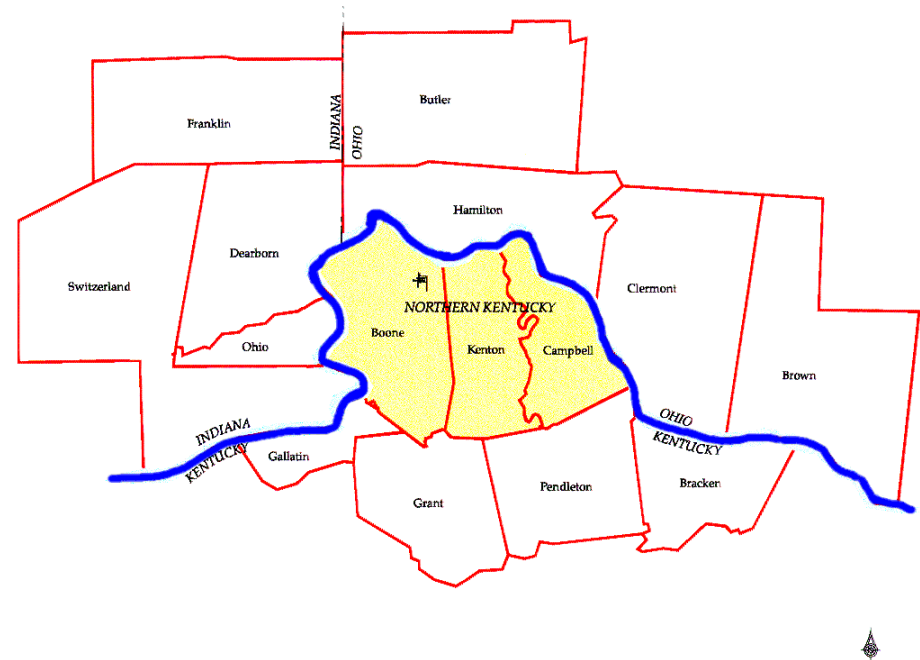 Butler
Franklin
INDIANA
OHIO
Hamilton
Dearborn
Switzerland
Clermont
NORTHERN KENTUCKY
Boone
Ohio
Kenton
Campbell
Brown
INDIANA
KENTUCKY
OHIO
KENTUCKY
Gallatin
Grant
Pendleton
Bracken